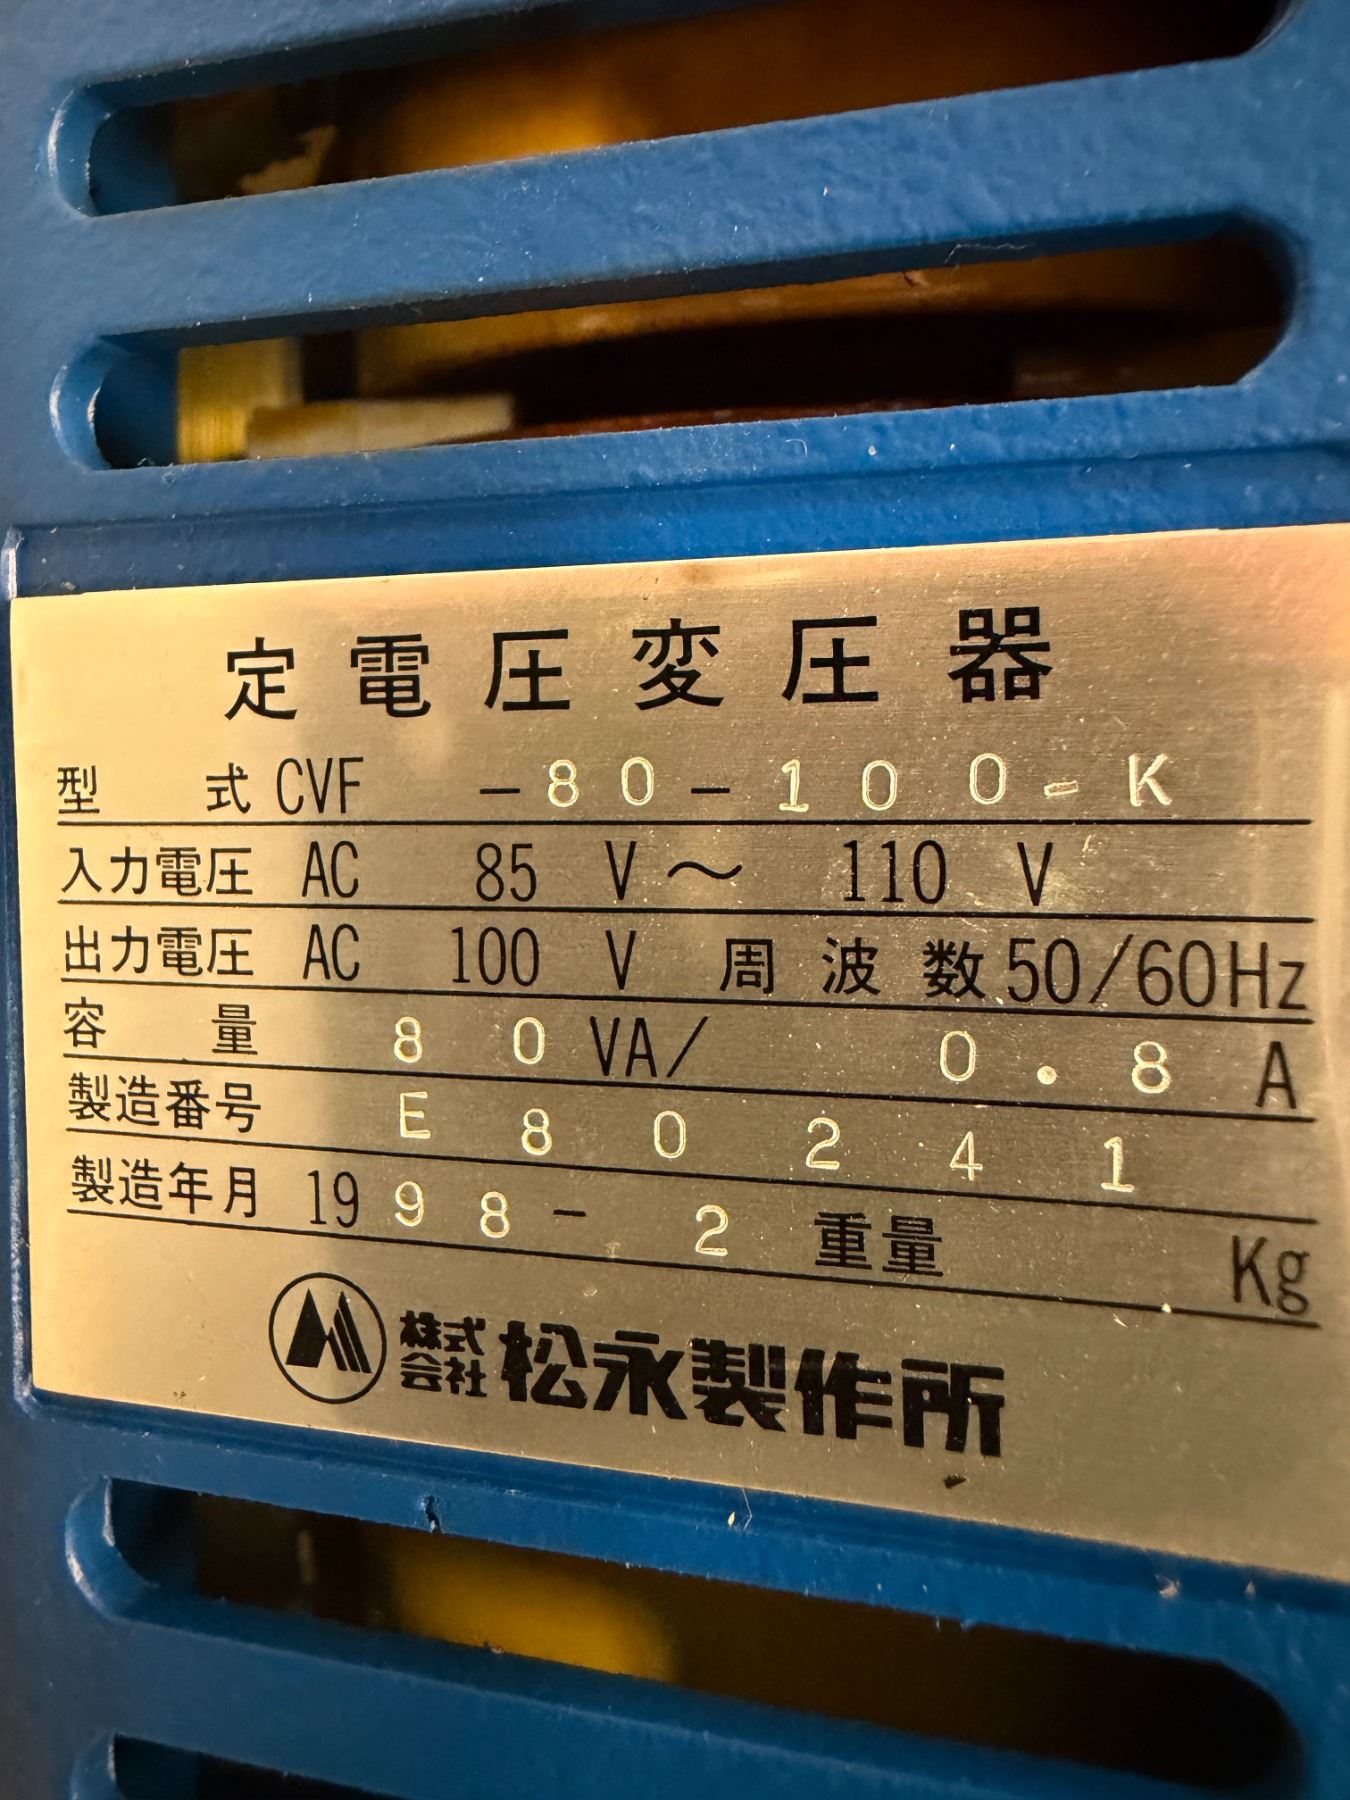 定電圧変圧器
型式 CVF -80-100-K
入力電圧 AC 85 V～ 110 V
出力電圧 AC 100 V 周波数 50/60Hz
容量 80 VA/ 0.8 A
製造番号 E80241
製造年月 1998-2 重量 Kg
株式会社 松永製作所